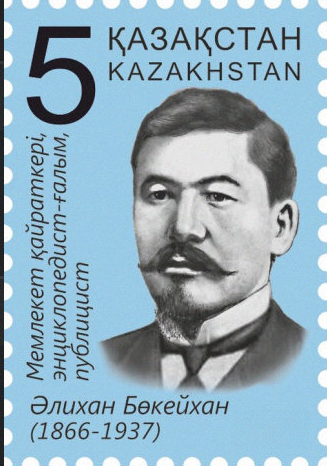 5
ҚАЗАҚСТАН
KAZAKHSTAN
Мемлекет қайраткері,
энциклопедист-ғалым,
публицист
Әлихан Бөкейхан
(1866-1937)